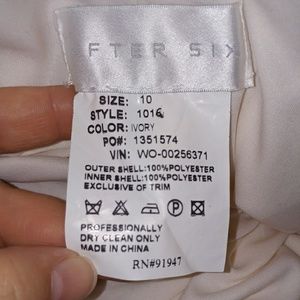 FTER SIX
SIZE: 10
STYLE: 1016
COLOR: IVORY
PO#: 1351574
VIN: WO-00256371
OUTER SHELL:100%POLYESTER
INNER SHELL:100%POLYESTER
EXCLUSIVE OF TRIM
PROFESSIONALLY
DRY CLEAN ONLY
MADE IN CHINA
RN#91947